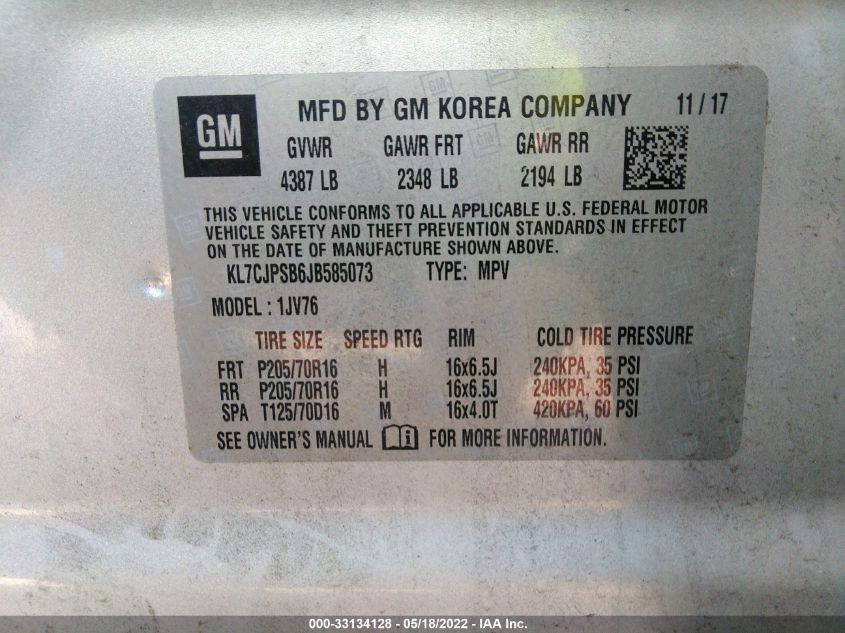 GM
MFD BY GM KOREA COMPANY 11/17
GVWR GAWR FRT GAWR RR
4387 LB 2348 LB 2194 LB
THIS VEHICLE CONFORMS TO ALL APPLICABLE U.S. FEDERAL MOTOR
VEHICLE SAFETY AND THEFT PREVENTION STANDARDS IN EFFECT
ON THE DATE OF MANUFACTURE SHOWN ABOVE.
KL7CJPSB6JB585073 TYPE: MPV
MODEL : 1JV76
TIRE SIZE SPEED RTG RIM COLD TIRE PRESSURE
FRT P205/70R16 H 16x6.5J 240KPA, 35 PSI
RR P205/70R16 H 16x6.5J 240KPA, 35 PSI
SPA T125/70D16 M 16x4.0T 420KPA, 60 PSI
SEE OWNER'S MANUAL i FOR MORE INFORMATION.
000-33134128 - 05/18/2022 - IAA Inc.